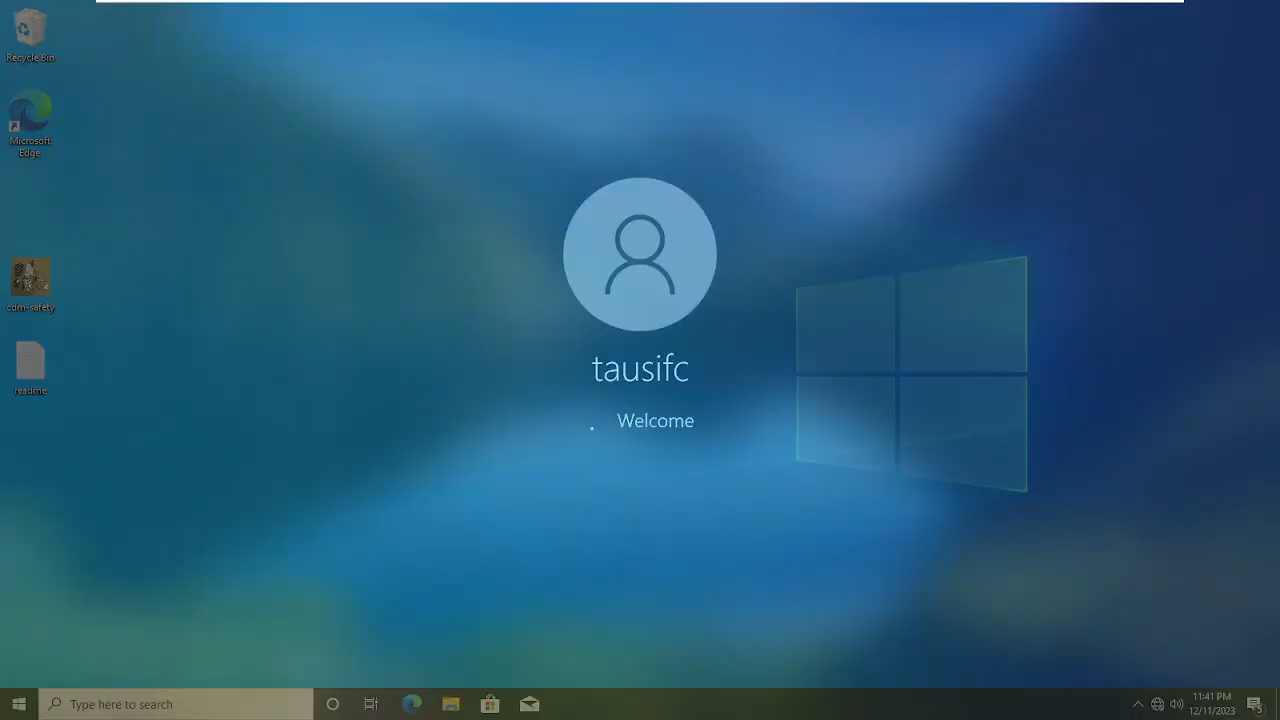 Recycle Bin
Microsoft
Edge
cdm-safety
readme
tausifc
Welcome
Type here to search
11:41 PM
12/11/2023
5